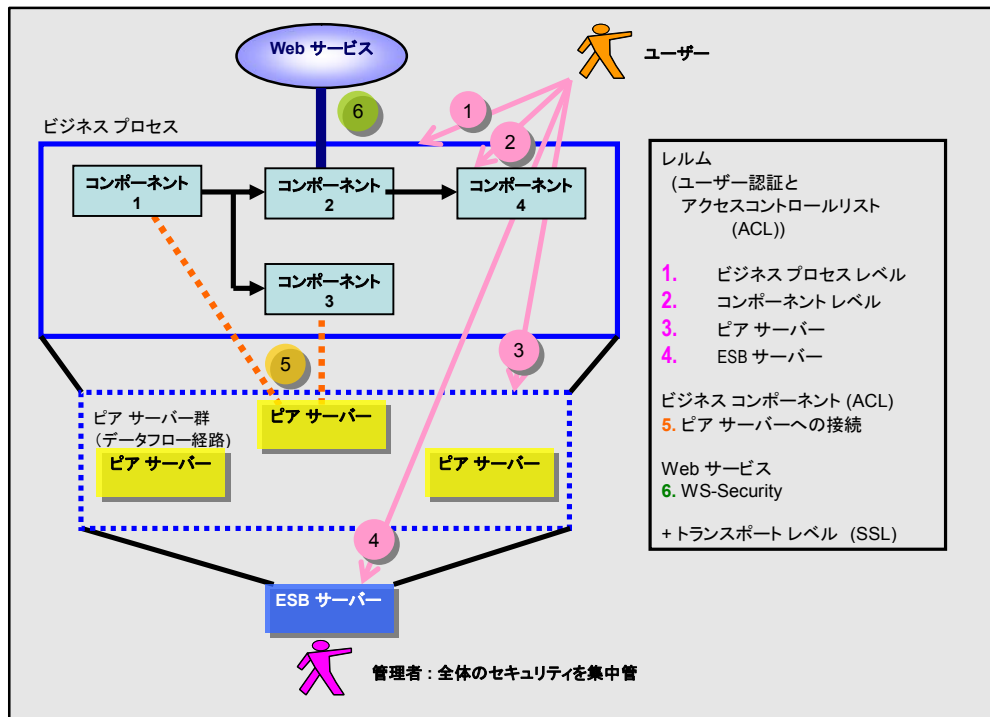 Web サービス
ユーザー
6
1
ビジネス プロセス
2
コンポーネント
1
コンポーネント
2
コンポーネント
4
コンポーネント
3
3
5
ピア サーバー群
(データフロー経路)
ピア サーバー
ピア サーバー
ピア サーバー
4
ESB サーバー
管理者 : 全体のセキュリティを集中管
レルム
(ユーザー認証と
アクセスコントロールリスト
(ACL))
1. ビジネス プロセス レベル
2. コンポーネント レベル
3. ピア サーバー
4. ESB サーバー
ビジネス コンポーネント (ACL)
5. ピア サーバーへの接続
Web サービス
6. WS-Security
+ トランスポート レベル (SSL)